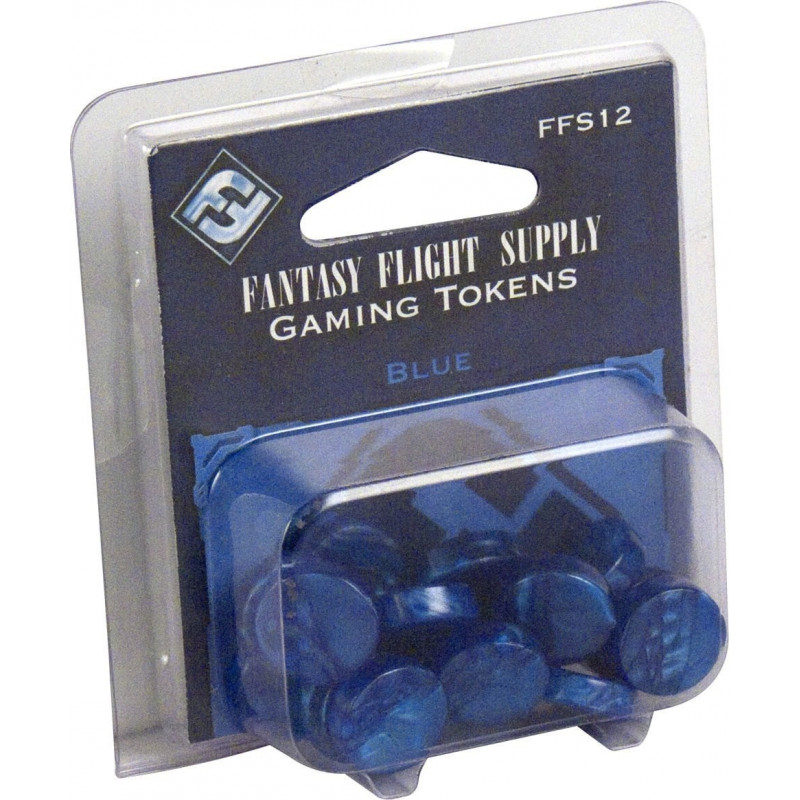 FFS12
FANTASY FLIGHT SUPPLY
GAMING TOKENS
BLUE